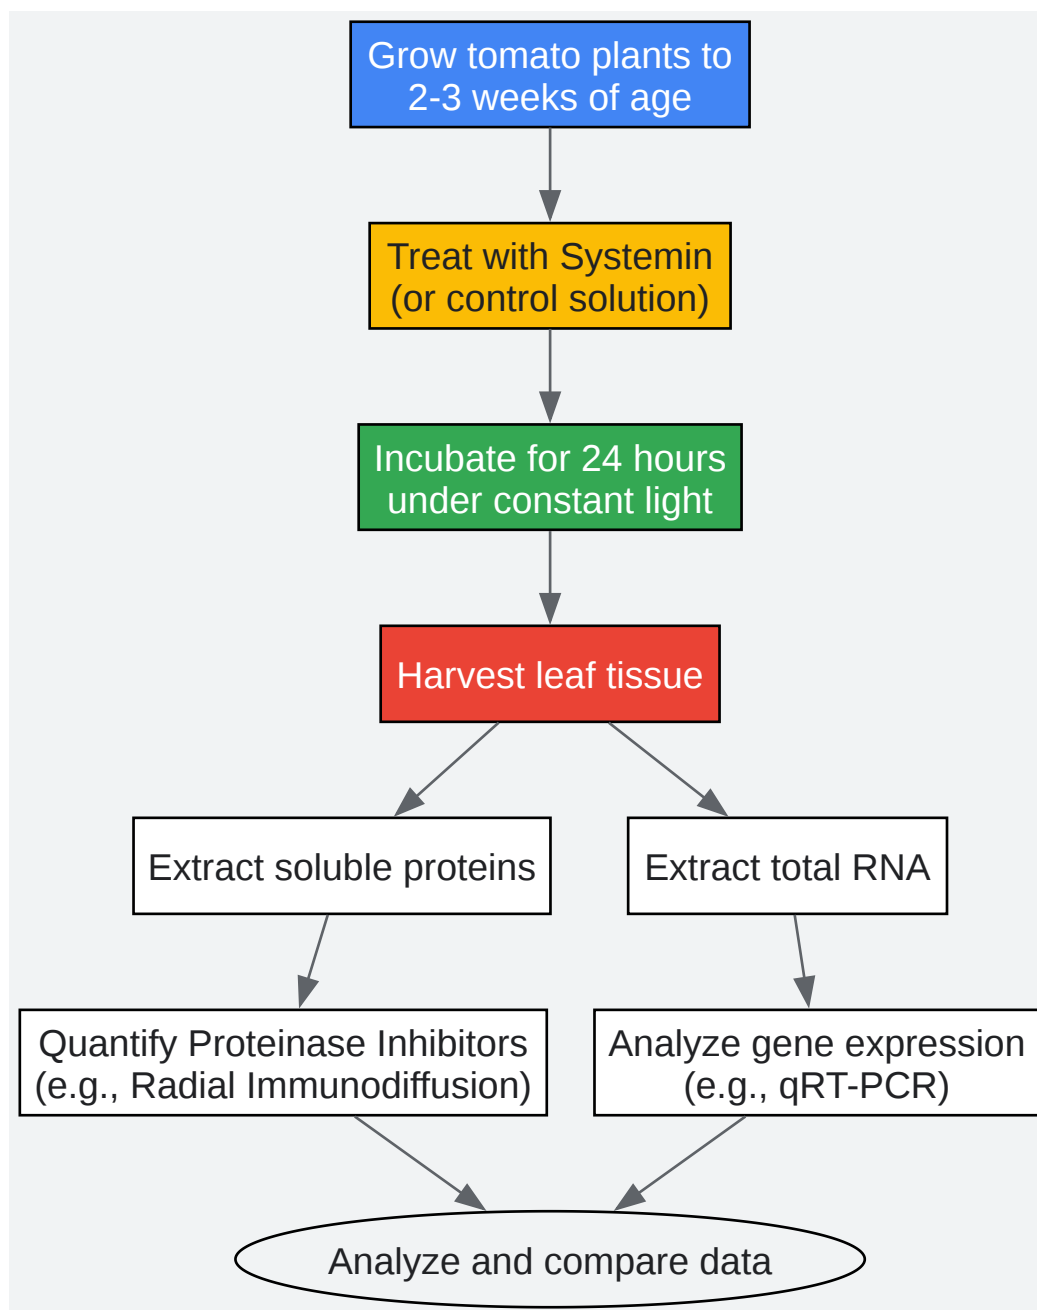 Grow tomato plants to
2-3 weeks of age
Treat with Systemin
(or control solution)
Incubate for 24 hours
under constant light
Harvest leaf tissue
Extract soluble proteins
Extract total RNA
Quantify Proteinase Inhibitors
(e.g., Radial Immunodiffusion)
Analyze gene expression
(e.g., qRT-PCR)
Analyze and compare data